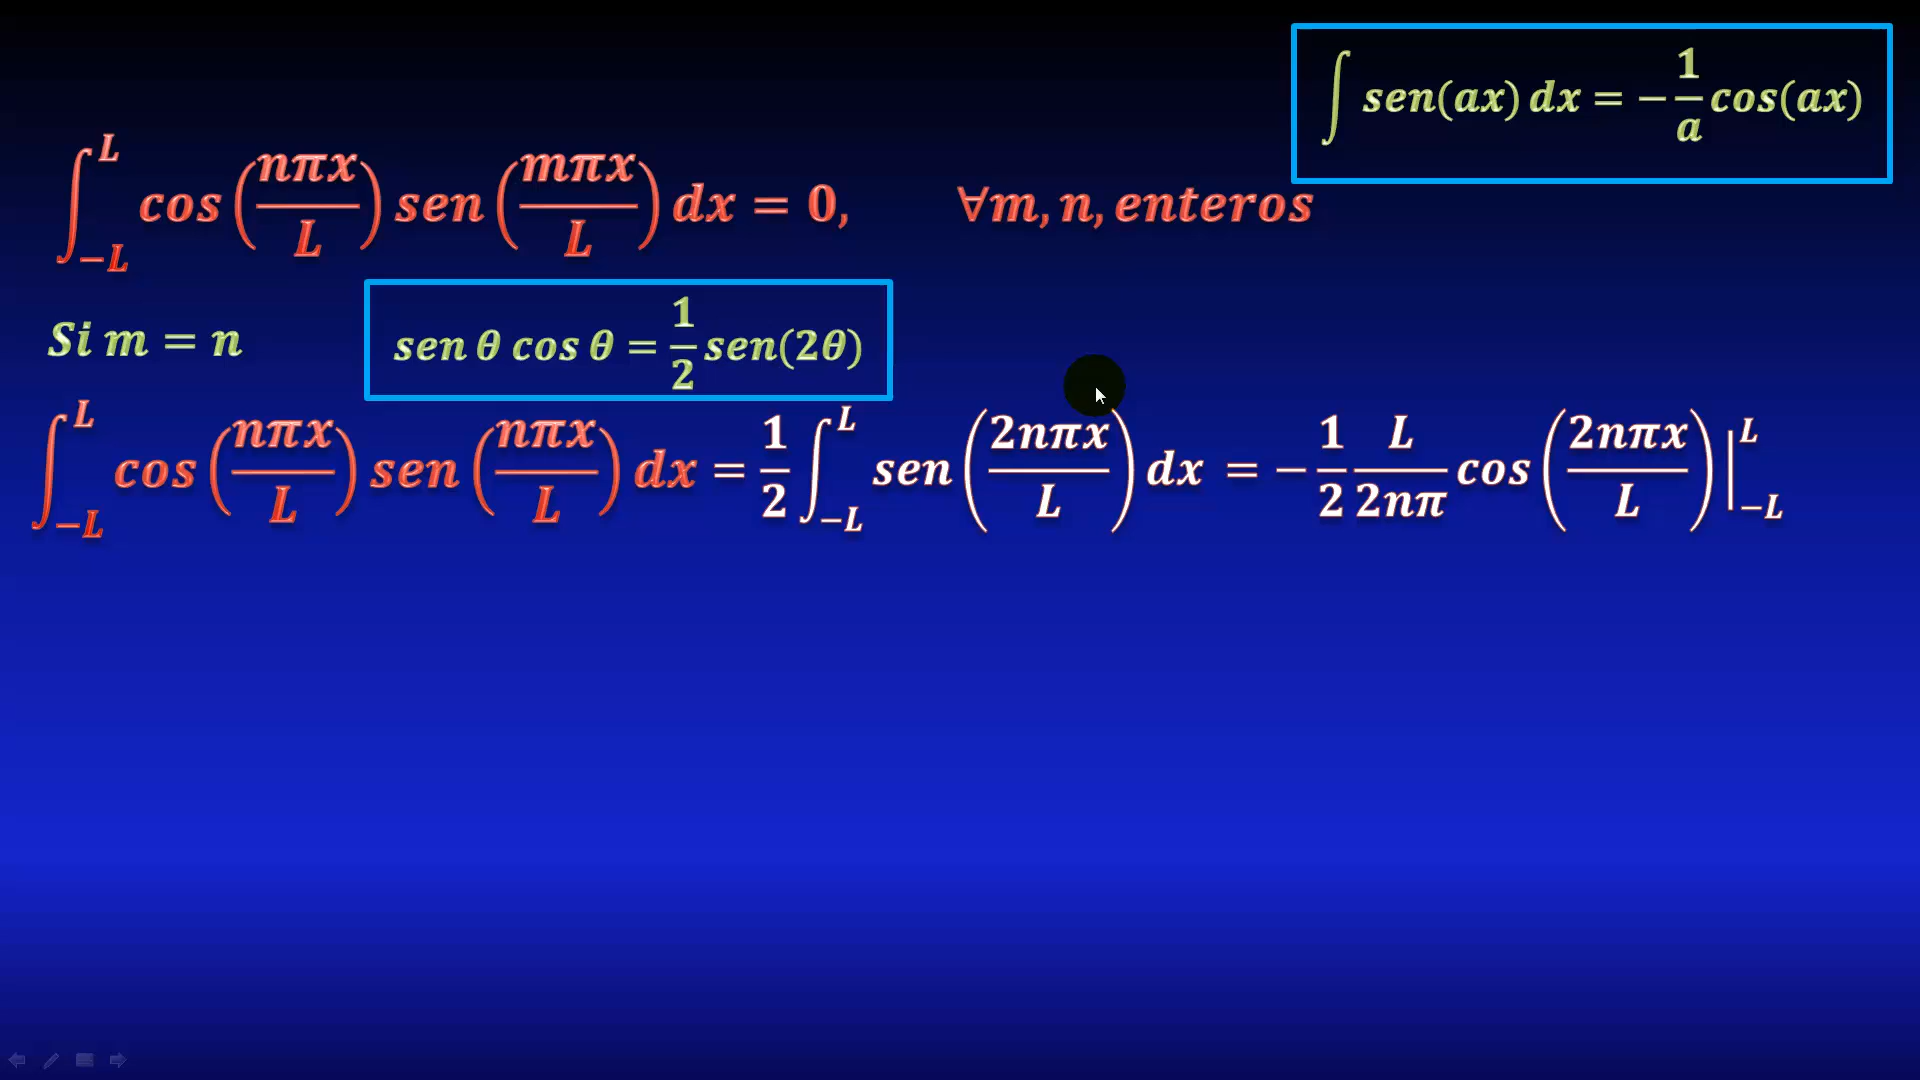 ∫ sen(ax) dx = −1/a cos(ax)
∫_{−L}^{L} cos(nπx/L) sen(mπx/L) dx = 0, ∀m, n, enteros
Si m = n
sen θ cos θ = 1/2 sen(2θ)
∫_{−L}^{L} cos(nπx/L) sen(nπx/L) dx = 1/2 ∫_{−L}^{L} sen(2nπx/L) dx = −1/2 L/2nπ cos(2nπx/L)|_{−L}^{L}